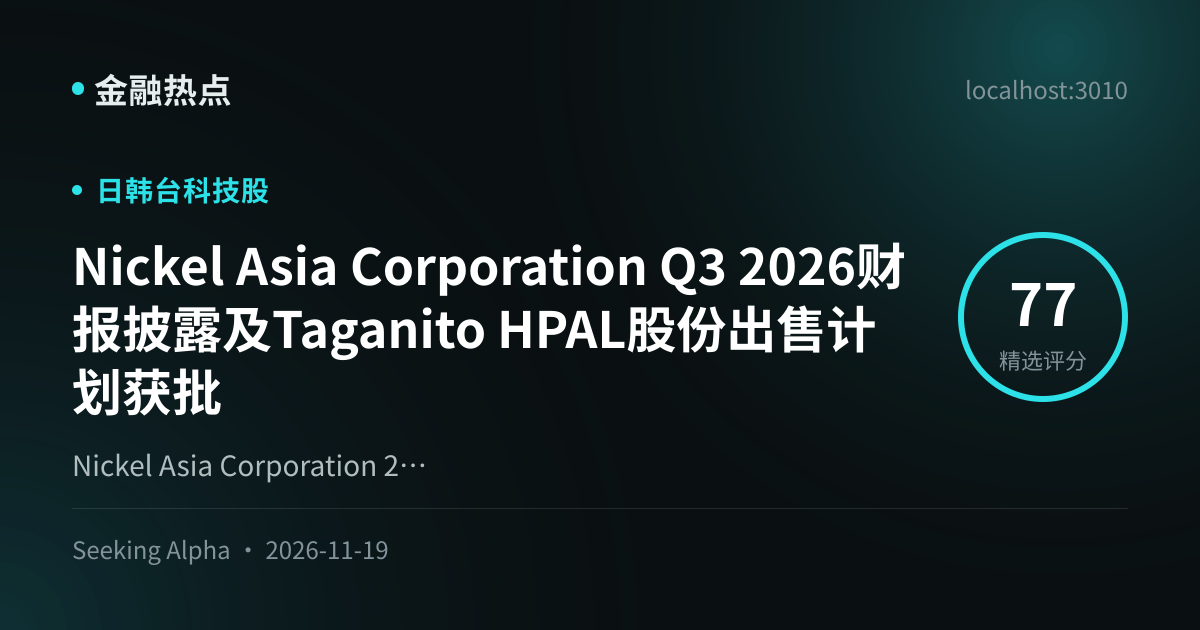 金融热点
localhost:3010
日韩台科技股
Nickel Asia Corporation Q3 2026财
报披露及Taganito HPAL股份出售计
划获批
77
精选评分
Nickel Asia Corporation 2…
Seeking Alpha · 2026-11-19